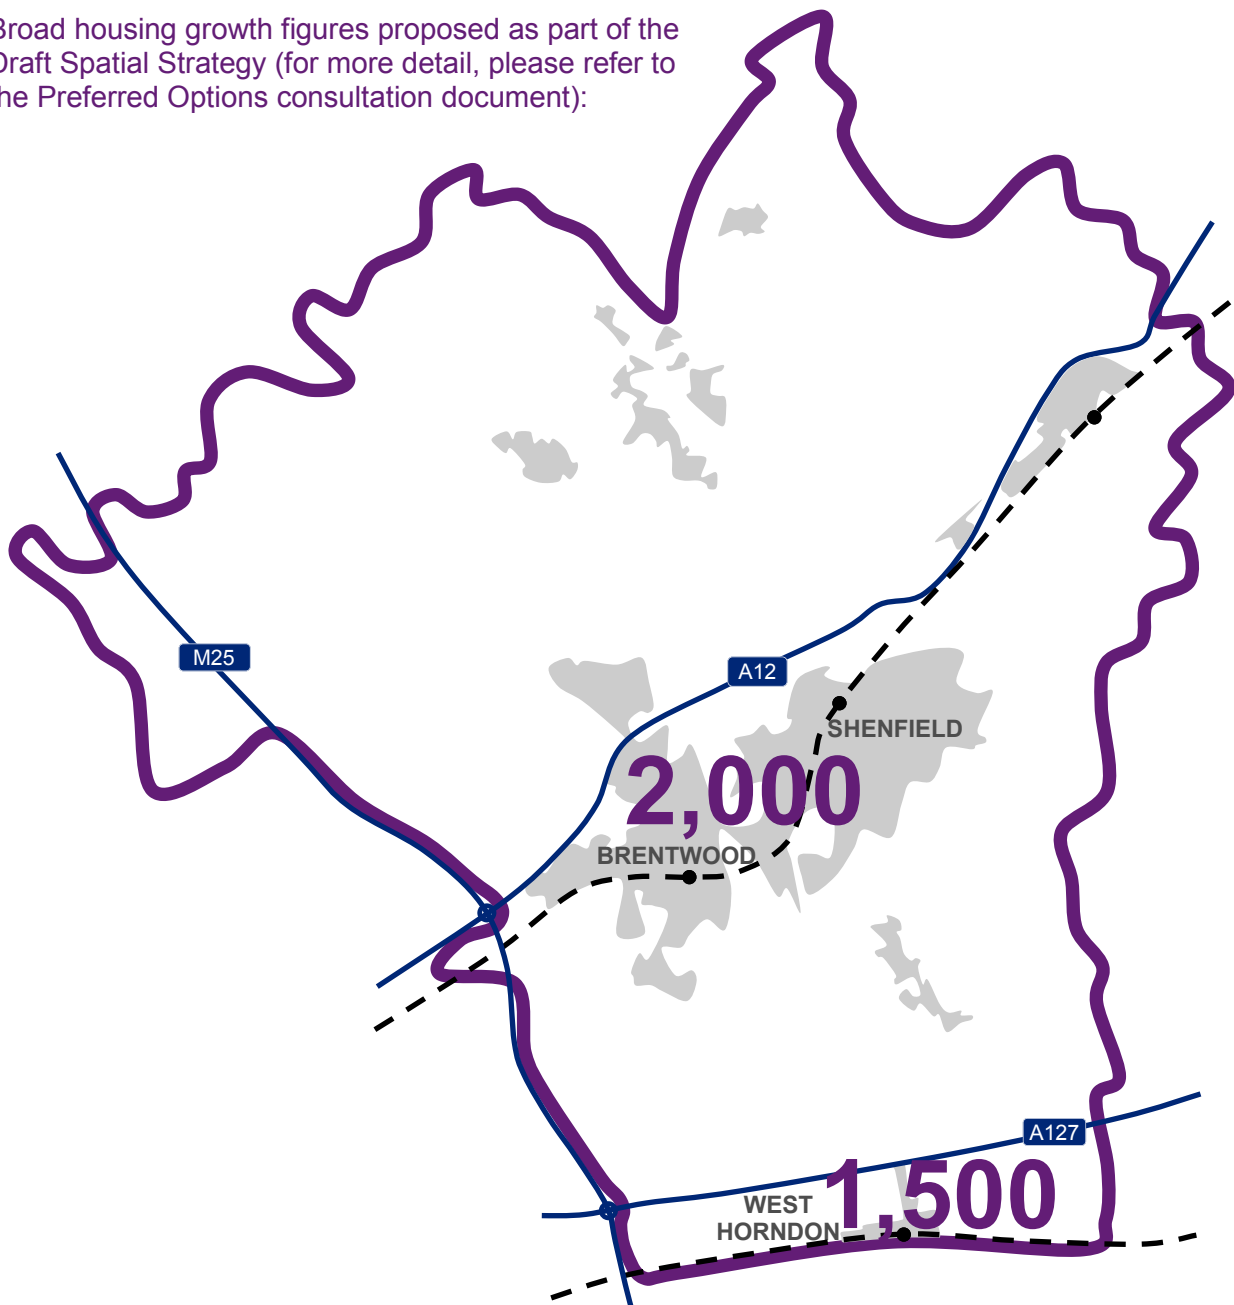 Broad housing growth figures proposed as part of the
Draft Spatial Strategy (for more detail, please refer to
the Preferred Options consultation document):
M25
A12
SHENFIELD
2,000
BRENTWOOD
A127
1,500
WEST
HORNDON